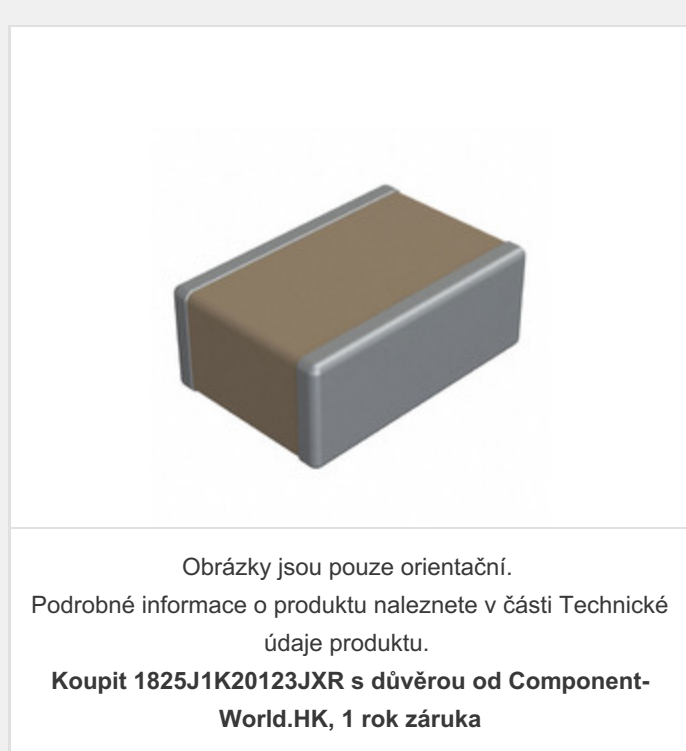 Obrázky jsou pouze orientační.
Podrobné informace o produktu naleznete v části Technické
údaje produktu.
Koupit 1825J1K20123JXR s důvěrou od Component-
World.HK, 1 rok záruka